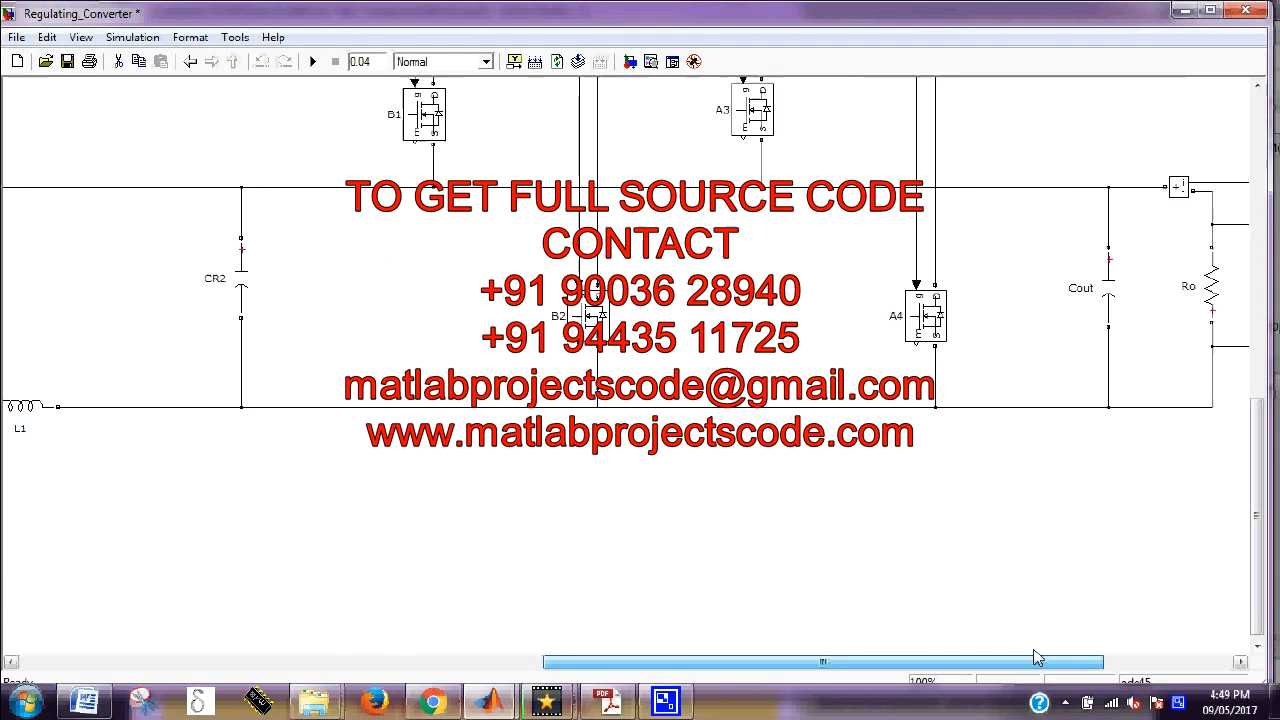 Regulating_Converter *
File Edit View Simulation Format Tools Help
0.04 Normal
B1
A3
TO GET FULL SOURCE CODE
CONTACT
+91 90036 28940
+91 94435 11725
matlabprojectscode@gmail.com
www.matlabprojectscode.com
CR2
B2
A4
Cout
Ro
L1
Ready
100%
ode45
4:49 PM
09/05/2017